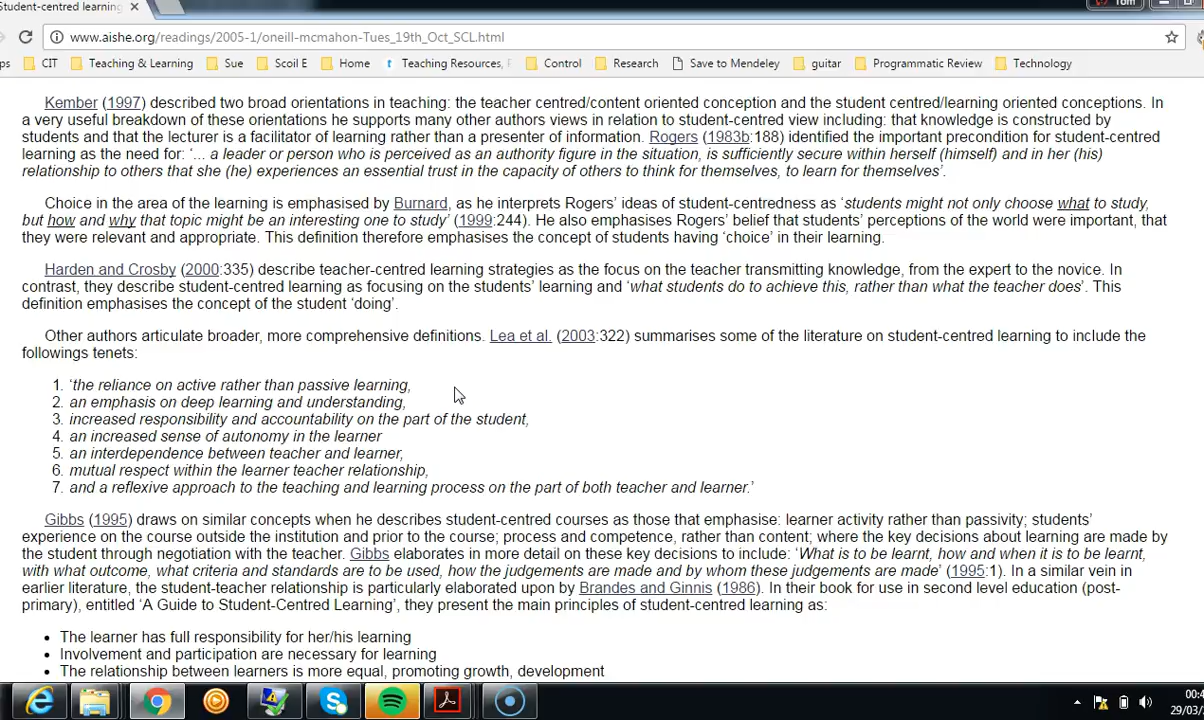 Student-centred learning
Tom
www.aishe.org/readings/2005-1/oneill-mcmahon-Tues_19th_Oct_SCL.html
CIT Teaching & Learning Sue Scoil E Home Teaching Resources, Control Research Save to Mendeley guitar Programmatic Review Technology
Kember (1997) described two broad orientations in teaching: the teacher centred/content oriented conception and the student centred/learning oriented conceptions. In
a very useful breakdown of these orientations he supports many other authors views in relation to student-centred view including: that knowledge is constructed by
students and that the lecturer is a facilitator of learning rather than a presenter of information. Rogers (1983b:188) identified the important precondition for student-centred
learning as the need for: ‘... a leader or person who is perceived as an authority figure in the situation, is sufficiently secure within herself (himself) and in her (his)
relationship to others that she (he) experiences an essential trust in the capacity of others to think for themselves, to learn for themselves’.
Choice in the area of the learning is emphasised by Burnard, as he interprets Rogers’ ideas of student-centredness as ‘students might not only choose what to study,
but how and why that topic might be an interesting one to study’ (1999:244). He also emphasises Rogers’ belief that students’ perceptions of the world were important, that
they were relevant and appropriate. This definition therefore emphasises the concept of students having ‘choice’ in their learning.
Harden and Crosby (2000:335) describe teacher-centred learning strategies as the focus on the teacher transmitting knowledge, from the expert to the novice. In
contrast, they describe student-centred learning as focusing on the students’ learning and ‘what students do to achieve this, rather than what the teacher does’. This
definition emphasises the concept of the student ‘doing’.
Other authors articulate broader, more comprehensive definitions. Lea et al. (2003:322) summarises some of the literature on student-centred learning to include the
followings tenets:
1. ‘the reliance on active rather than passive learning,
2. an emphasis on deep learning and understanding,
3. increased responsibility and accountability on the part of the student,
4. an increased sense of autonomy in the learner
5. an interdependence between teacher and learner,
6. mutual respect within the learner teacher relationship,
7. and a reflexive approach to the teaching and learning process on the part of both teacher and learner.’
Gibbs (1995) draws on similar concepts when he describes student-centred courses as those that emphasise: learner activity rather than passivity; students’
experience on the course outside the institution and prior to the course; process and competence, rather than content; where the key decisions about learning are made by
the student through negotiation with the teacher. Gibbs elaborates in more detail on these key decisions to include: ‘What is to be learnt, how and when it is to be learnt,
with what outcome, what criteria and standards are to be used, how the judgements are made and by whom these judgements are made’ (1995:1). In a similar vein in
earlier literature, the student-teacher relationship is particularly elaborated upon by Brandes and Ginnis (1986). In their book for use in second level education (post-
primary), entitled ‘A Guide to Student-Centred Learning’, they present the main principles of student-centred learning as:
• The learner has full responsibility for her/his learning
• Involvement and participation are necessary for learning
• The relationship between learners is more equal, promoting growth, development
29/03/